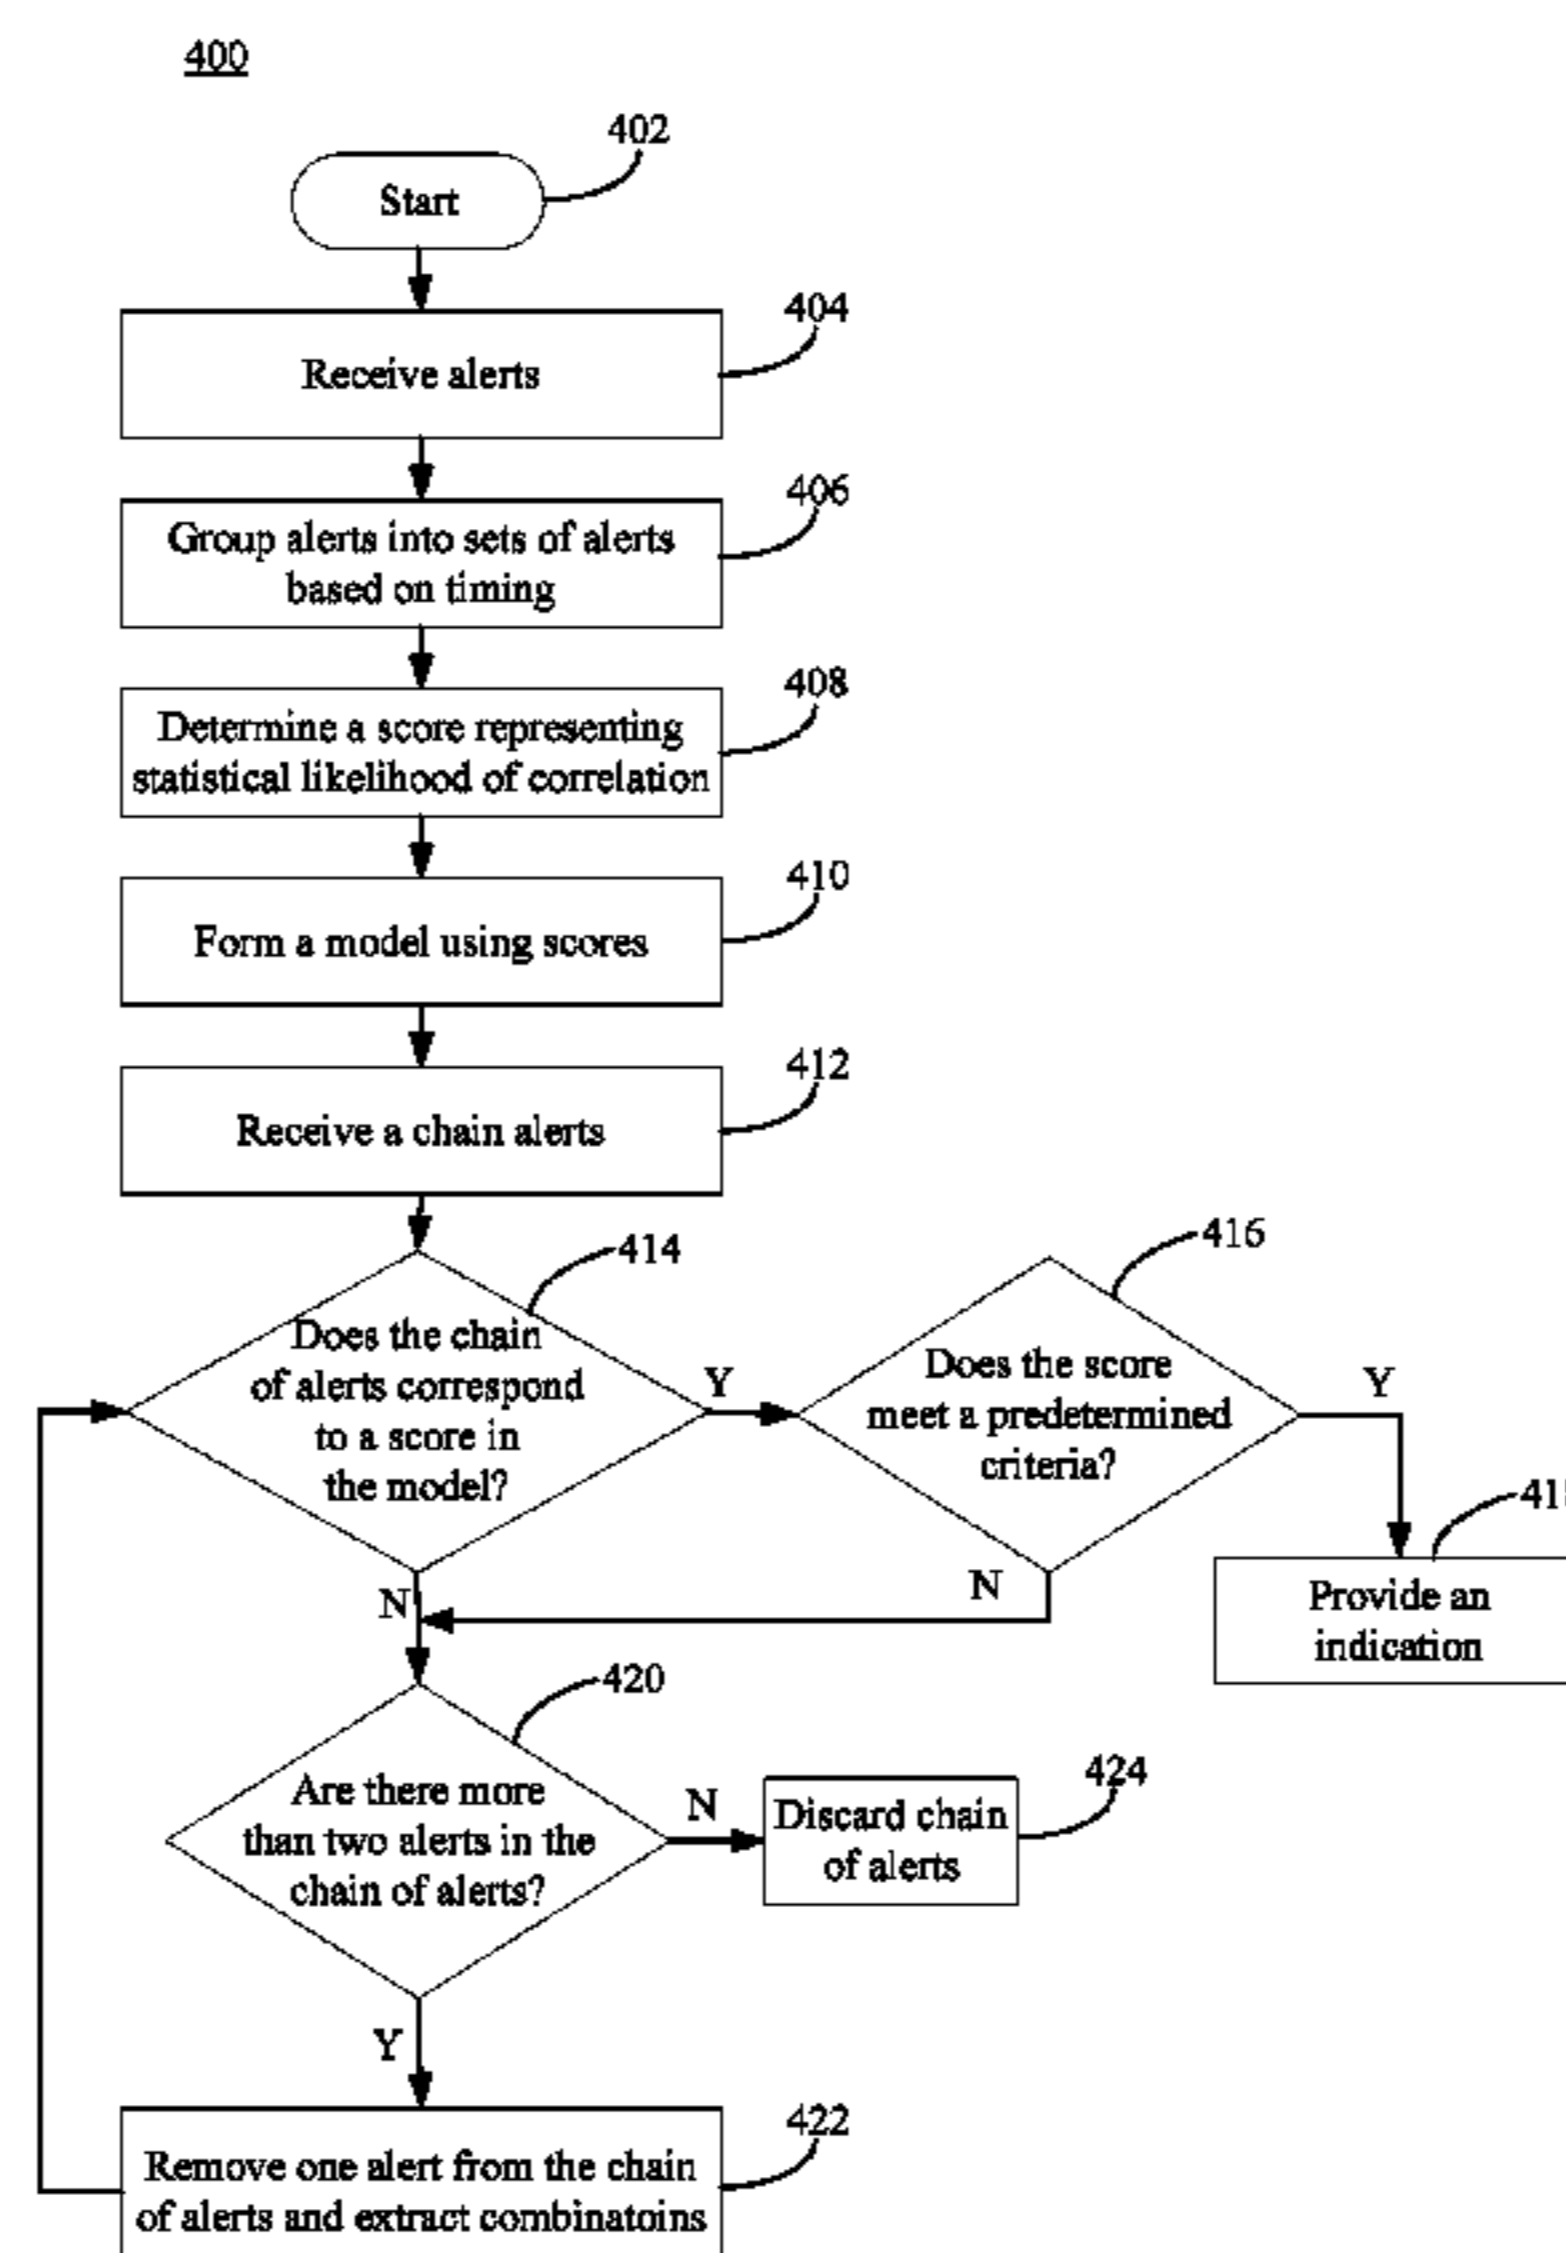 400
402
Start
404
Receive alerts
406
Group alerts into sets of alerts
based on timing
408
Determine a score representing
statistical likelihood of correlation
410
Form a model using scores
412
Receive a chain alerts
414
Does the chain
of alerts correspond
to a score in
the model?
Y
416
Does the score
meet a predetermined
criteria?
Y
Provide an
indication
N
N
420
Are there more
than two alerts in the
chain of alerts?
N
424
Discard chain
of alerts
Y
422
Remove one alert from the chain
of alerts and extract combinatoins